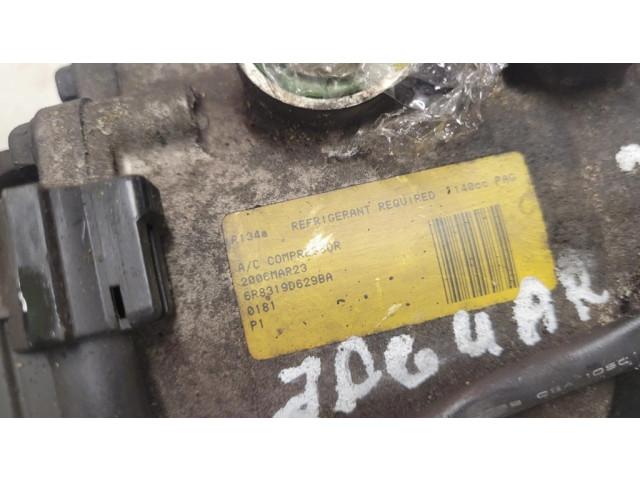 R134a REFRIGERANT REQUIRED 140cc PAG
A/C COMPRESSOR
2006MAR23
6R8319D629BA
0181
P1
JAGUAR